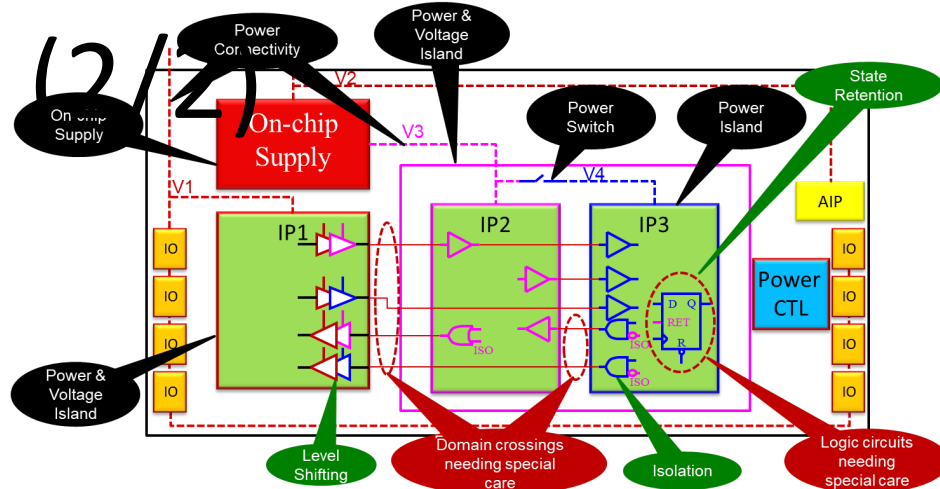 (2/2)
Power
Connectivity
Power &
Voltage
Island
State
Retention
On-chip
Supply
On-chip
Supply
V2
Power
Switch
Power
Island
V3
V4
V1
AIP
IP1
IP2
IP3
IO
IO
IO
IO
IO
IO
IO
IO
Power
CTL
D Q
RET
R
ISO
ISO
ISO
Power &
Voltage
Island
Level
Shifting
Domain crossings
needing special
care
Isolation
Logic circuits
needing
special care